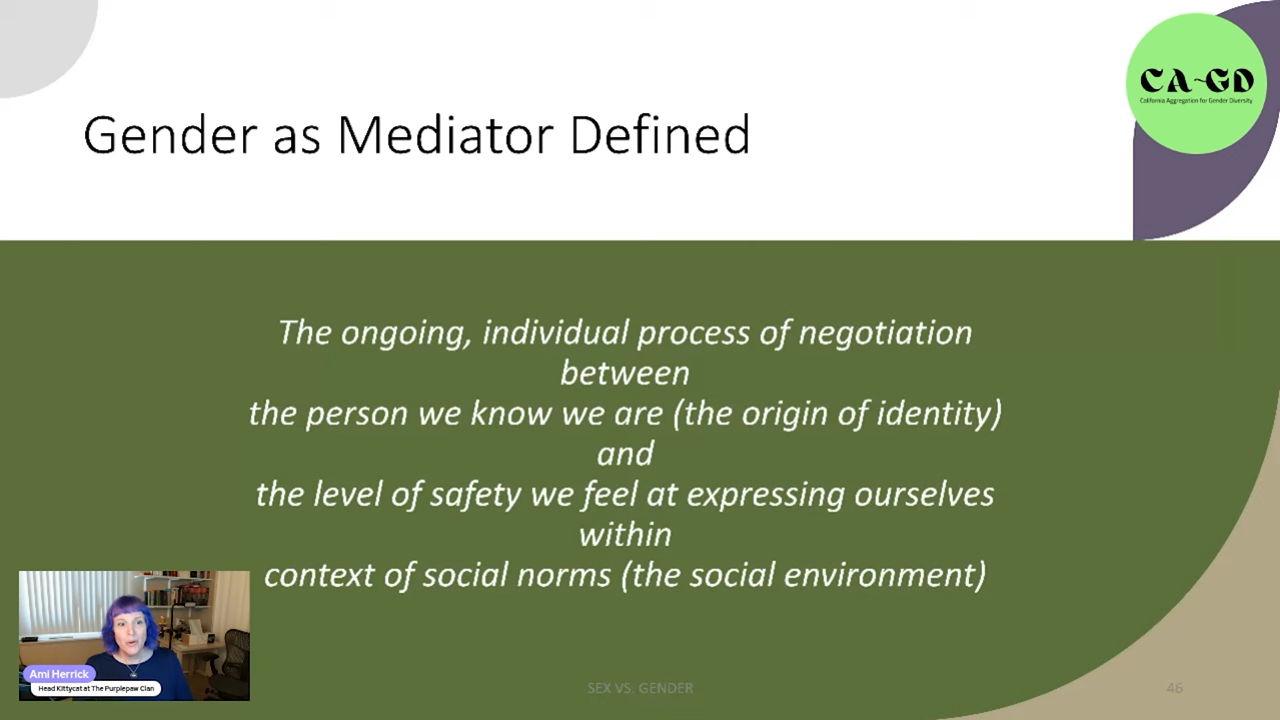 CA~GD
California Aggregation for Gender Diversity
Gender as Mediator Defined
The ongoing, individual process of negotiation
between
the person we know we are (the origin of identity)
and
the level of safety we feel at expressing ourselves
within
context of social norms (the social environment)
Ami Herrick
Head Kittycat at The Purplepaw Clan
SEX VS. GENDER
46